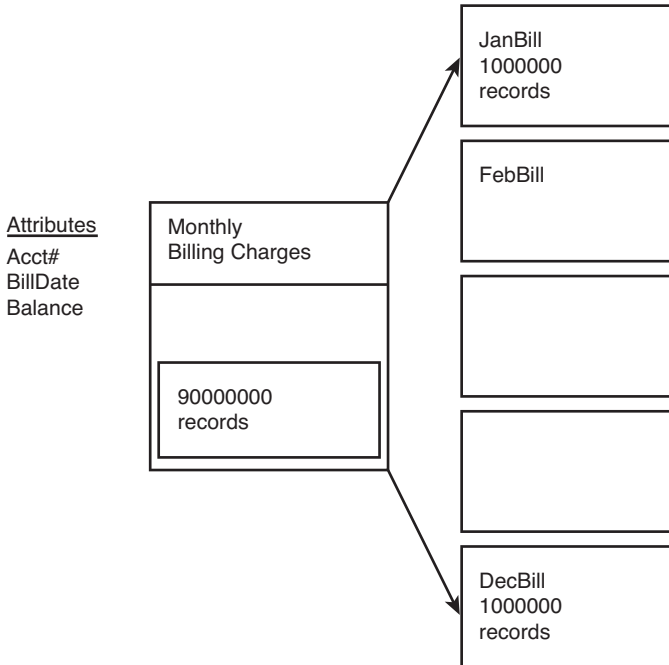 Attributes
Acct#
BillDate
Balance
Monthly
Billing Charges
90000000
records
JanBill
1000000
records
FebBill
DecBill
1000000
records